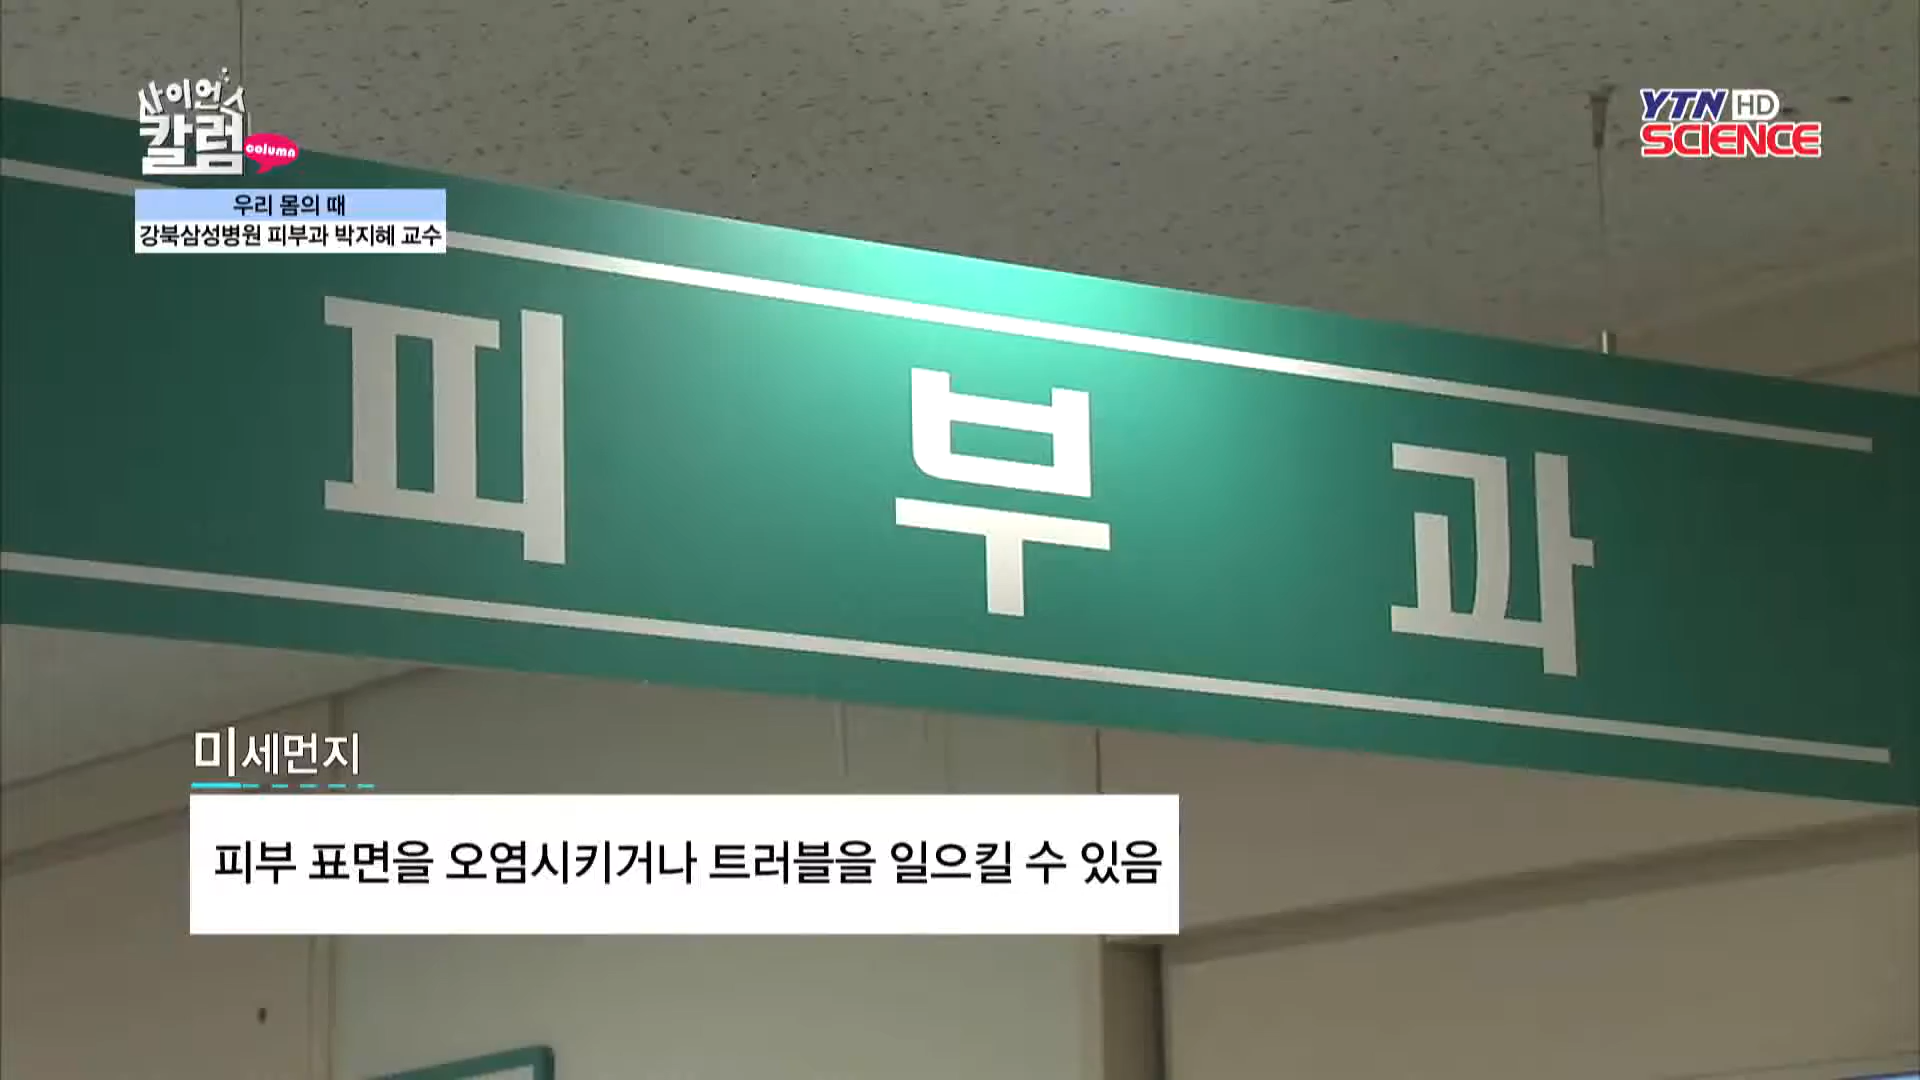 사이언스
칼럼
column
우리 몸의 때
강북삼성병원 피부과 박지혜 교수
YTN HD
SCIENCE
피부과
미세먼지
피부 표면을 오염시키거나 트러블을 일으킬 수 있음